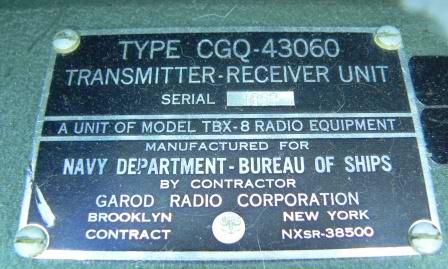 TYPE CGQ-43060
TRANSMITTER-RECEIVER UNIT
SERIAL
A UNIT OF MODEL TBX-8 RADIO EQUIPMENT
MANUFACTURED FOR
NAVY DEPARTMENT-BUREAU OF SHIPS
BY CONTRACTOR
GAROD RADIO CORPORATION
BROOKLYN NEW YORK
CONTRACT NXSR-38500